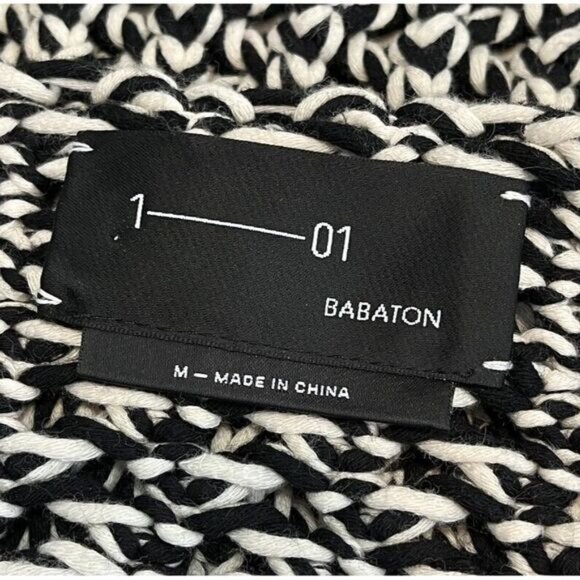 1 — 01
BABATON
M — MADE IN CHINA